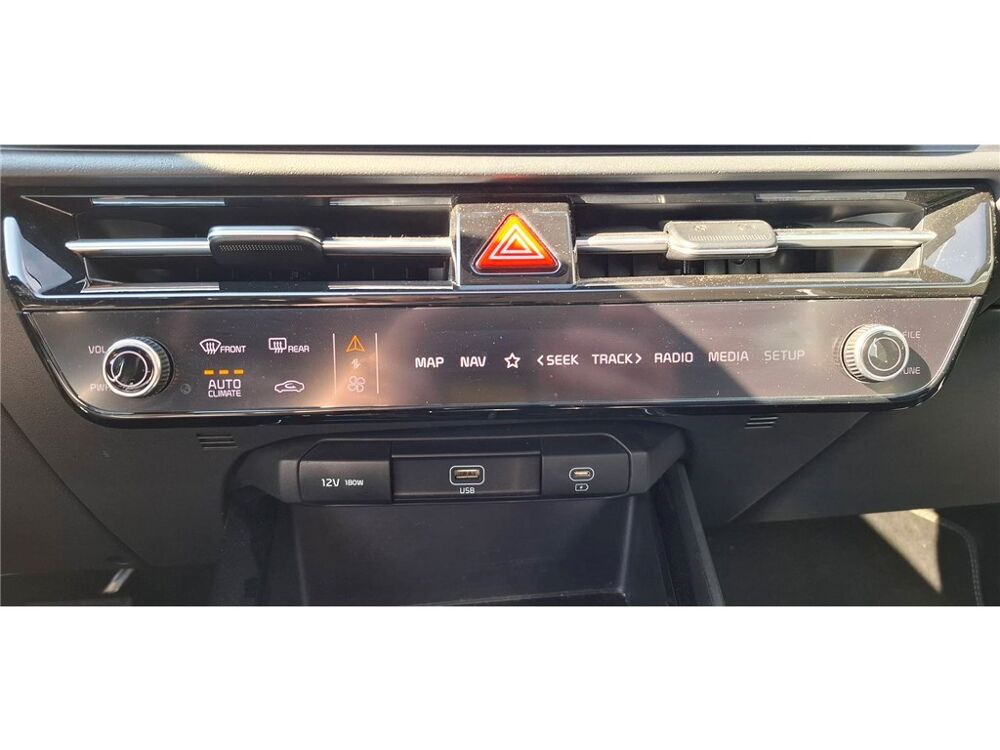 VOL
PWR
FRONT
REAR
AUTO
CLIMATE
MAP NAV <SEEK TRACK> RADIO MEDIA SETUP
FILE
TUNE
12V 180W
USB